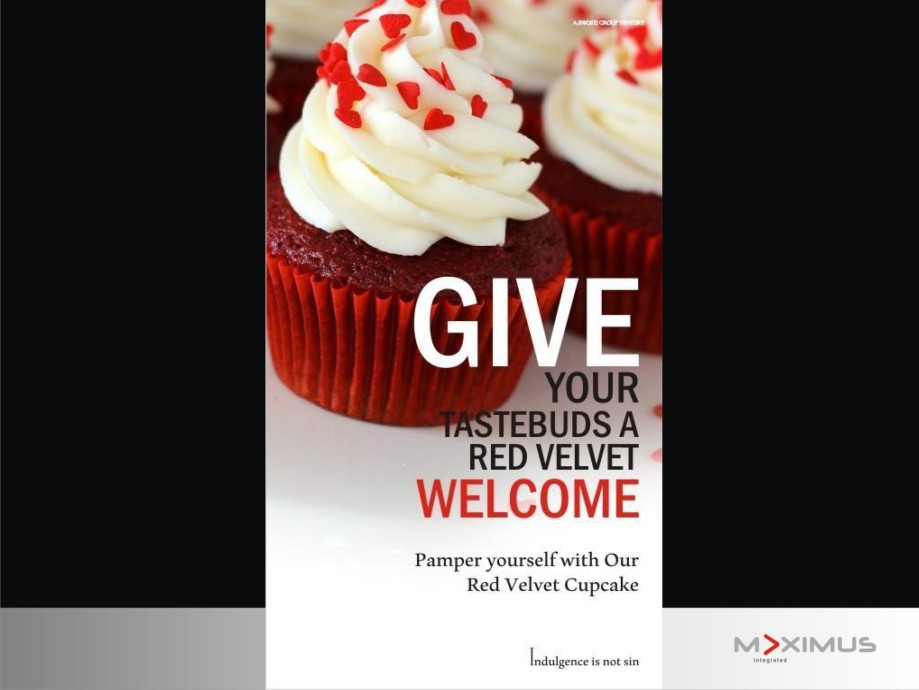 GIVE
YOUR
TASTEBUDS A
RED VELVET
WELCOME
Pamper yourself with Our
Red Velvet Cupcake
Indulgence is not sin
MAXIMUS
integrated